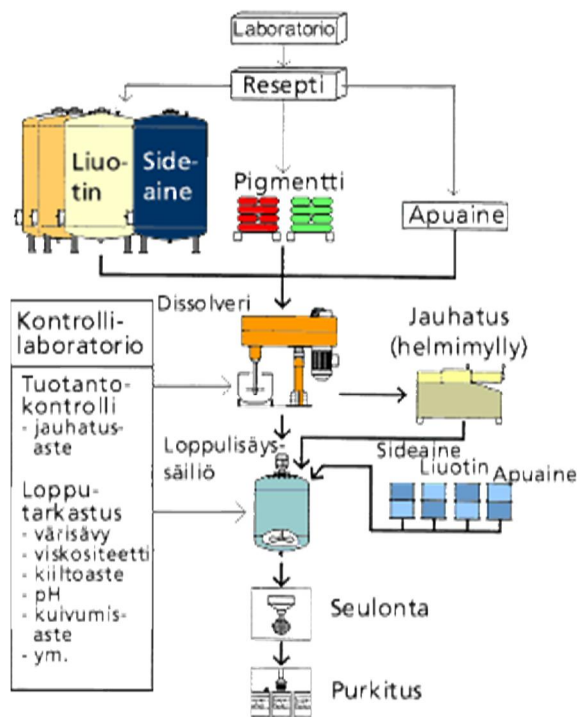 Laboratorio
Resepti
Liuo-
tin
Side-
aine
Pigmentti
Apuaine
Dissolveri
Kontrolli-
laboratorio
Jauhatus
(helmimylly)
Tuotanto-
kontrolli
- jauhatus-
aste
Loppulisäys-
säiliö
Sideaine
Liuotin
Apuaine
Loppu-
tarkastus
- värisävy
- viskositeetti
- kiiltoaste
- pH
- kuivumis-
aste
- ym.
Seulonta
Purkitus